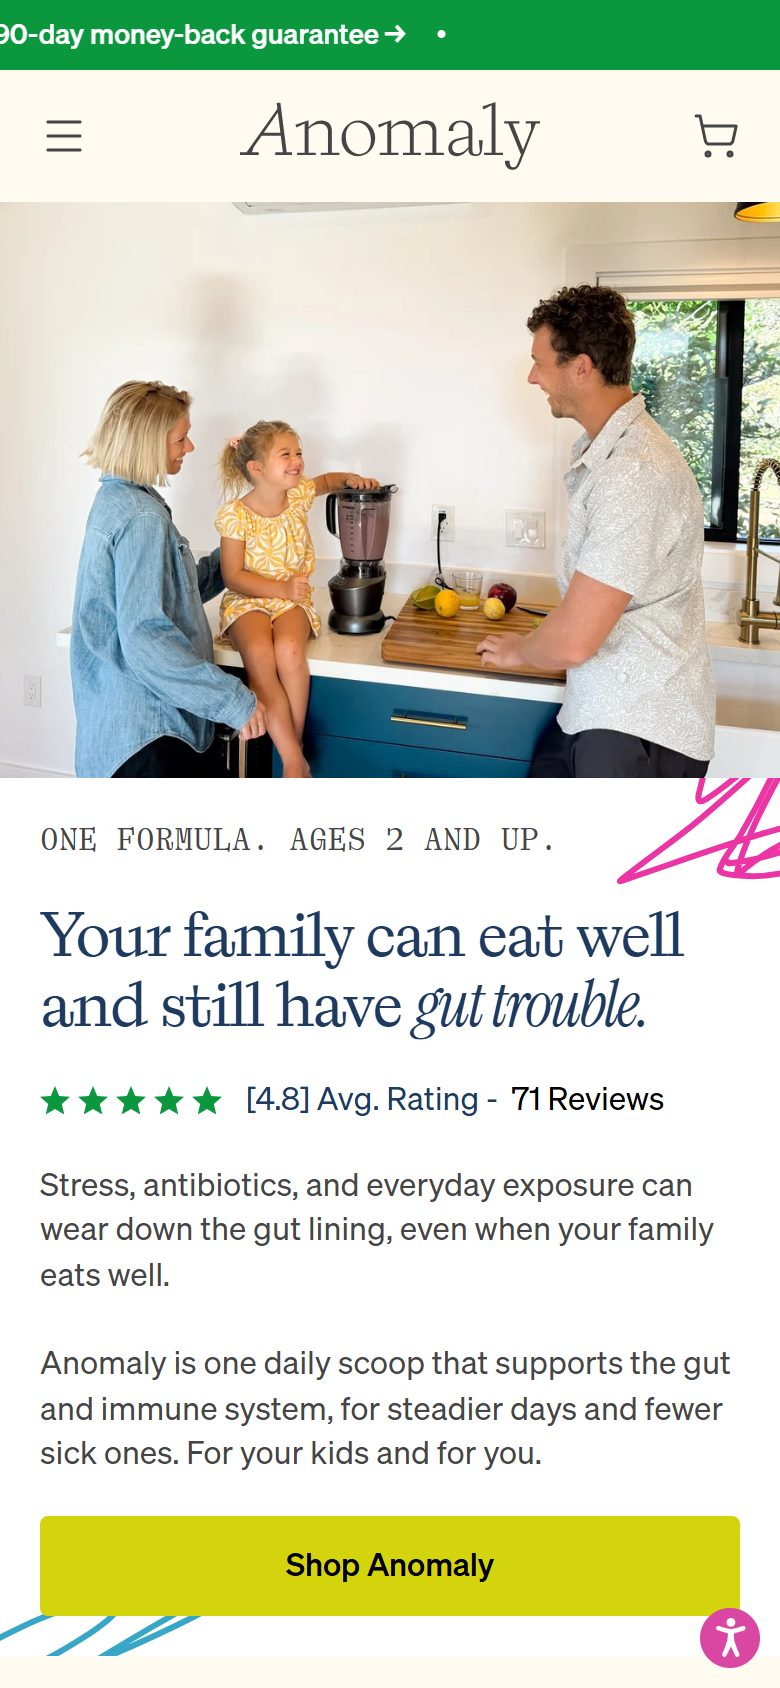 90-day money-back guarantee → •
Anomaly
ONE FORMULA. AGES 2 AND UP.
Your family can eat well
and still have gut trouble.
[4.8] Avg. Rating - 71 Reviews
Stress, antibiotics, and everyday exposure can
wear down the gut lining, even when your family
eats well.
Anomaly is one daily scoop that supports the gut
and immune system, for steadier days and fewer
sick ones. For your kids and for you.
Shop Anomaly